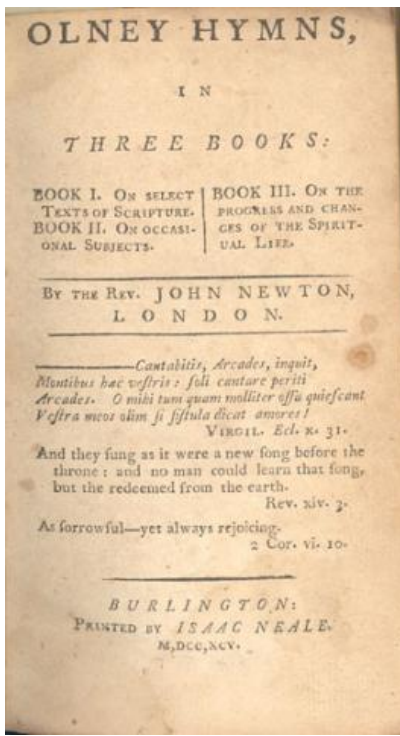 OLNEY HYMNS,
IN
THREE BOOKS:
BOOK I. ON SELECT
TEXTS OF SCRIPTURE.
BOOK II. ON OCCASI-
ONAL SUBJECTS.
BOOK III. ON THE
PROGRESS AND CHAN-
GES OF THE SPIRIT-
UAL LIFE.
BY THE REV. JOHN NEWTON,
LONDON.
——Cantabitis, Arcades, inquit,
Montibus hæc veſtris: ſoli cantare periti
Arcades. O mihi tum quam molliter oſſa quieſcant
Veſtra meos olim ſi fiſtula dicat amores!
VIRGIL. Ecl. x. 31.
And they ſung as it were a new ſong before the
throne: and no man could learn that ſong,
but the redeemed from the earth.
Rev. xiv. 3.
As ſorrowful—yet always rejoicing.
2 Cor. vi. 10.
BURLINGTON:
PRINTED BY ISAAC NEALE.
M,DCC,XCV.